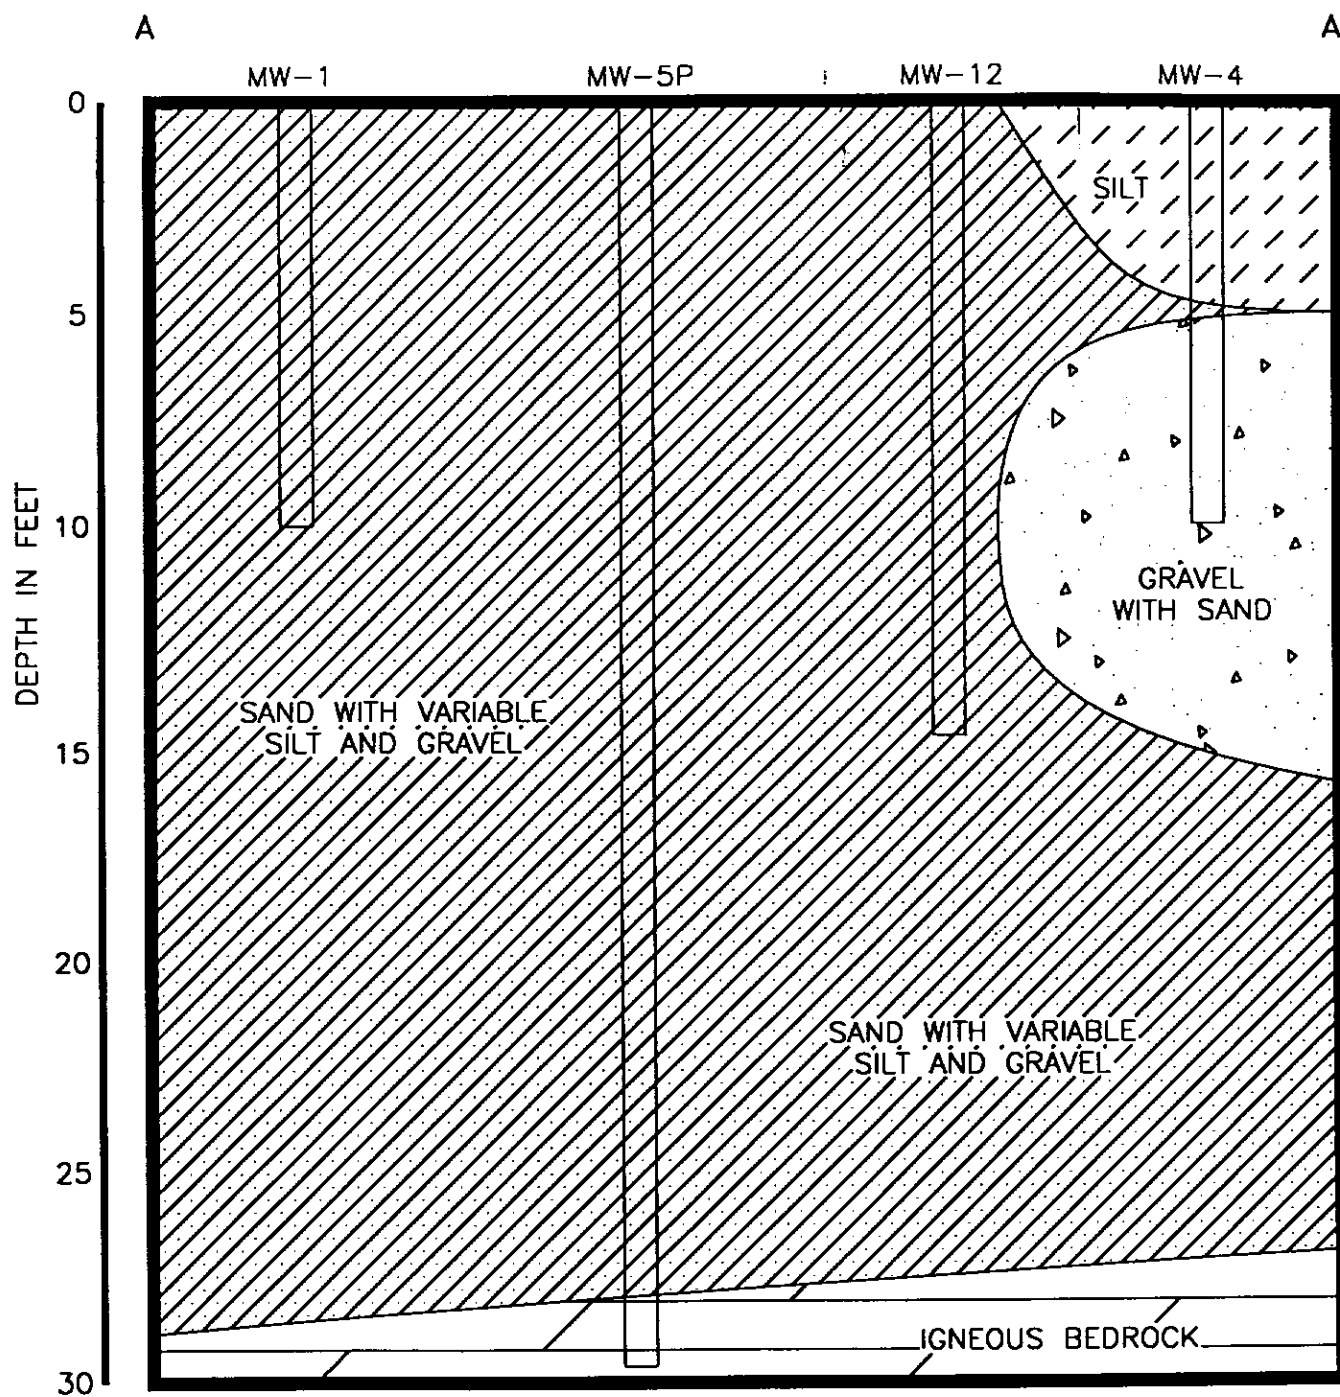 A
A
MW-1
MW-5P
MW-12
MW-4
0
5
10
15
20
25
30
DEPTH IN FEET
SILT
GRAVEL
WITH SAND
SAND WITH VARIABLE
SILT AND GRAVEL
SAND WITH VARIABLE
SILT AND GRAVEL
IGNEOUS BEDROCK